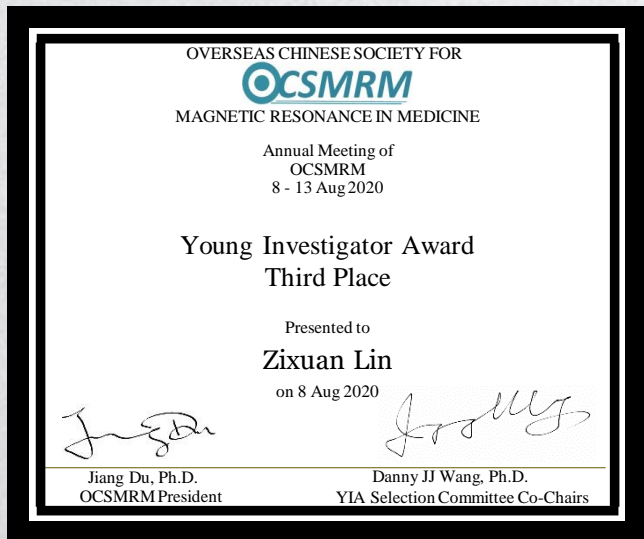 OVERSEAS CHINESE SOCIETY FOR
OCSMRM
MAGNETIC RESONANCE IN MEDICINE
Annual Meeting of
OCSMRM
8 - 13 Aug 2020
Young Investigator Award
Third Place
Presented to
Zixuan Lin
on 8 Aug 2020
Jiang Du, Ph.D.
OCSMRM President
Danny JJ Wang, Ph.D.
YIA Selection Committee Co-Chairs